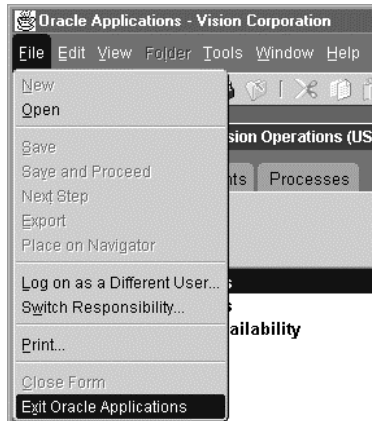 Oracle Applications - Vision Corporation
File Edit View Folder Tools Window Help
New
Open
sion Operations (US
Save
Save and Proceed
nts Processes
Next Step
Export
Place on Navigator
Log on as a Different User...
s
Switch Responsibility...
s
ailability
Print...
Close Form
Exit Oracle Applications